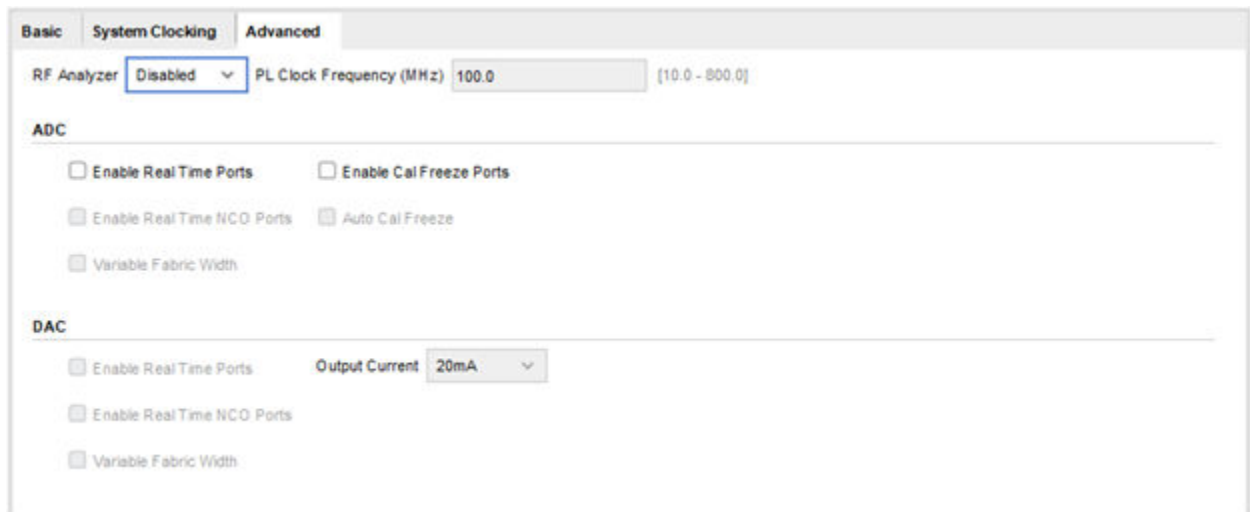 Basic System Clocking Advanced
RF Analyzer Disabled PL Clock Frequency (MHz) 100.0 [10.0 - 800.0]
ADC
Enable Real Time Ports Enable Cal Freeze Ports
Enable Real Time NCO Ports Auto Cal Freeze
Variable Fabric Width
DAC
Enable Real Time Ports Output Current 20mA
Enable Real Time NCO Ports
Variable Fabric Width